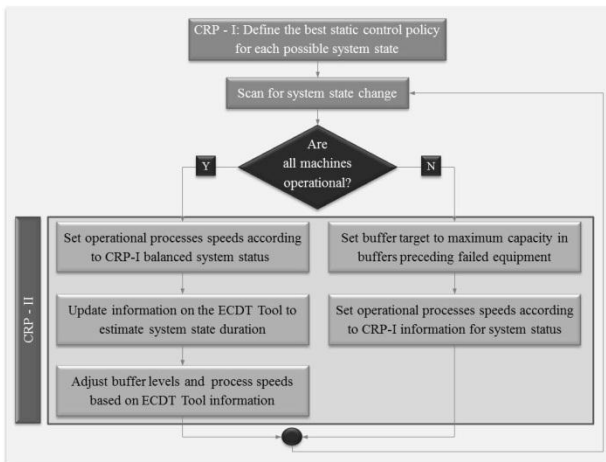 CRP - I: Define the best static control policy
for each possible system state
Scan for system state change
Are
all machines
operational?
Y
N
CRP - II
Set operational processes speeds according
to CRP-I balanced system status
Update information on the ECDT Tool to
estimate system state duration
Adjust buffer levels and process speeds
based on ECDT Tool information
Set buffer target to maximum capacity in
buffers preceding failed equipment
Set operational processes speeds according
to CRP-I information for system status